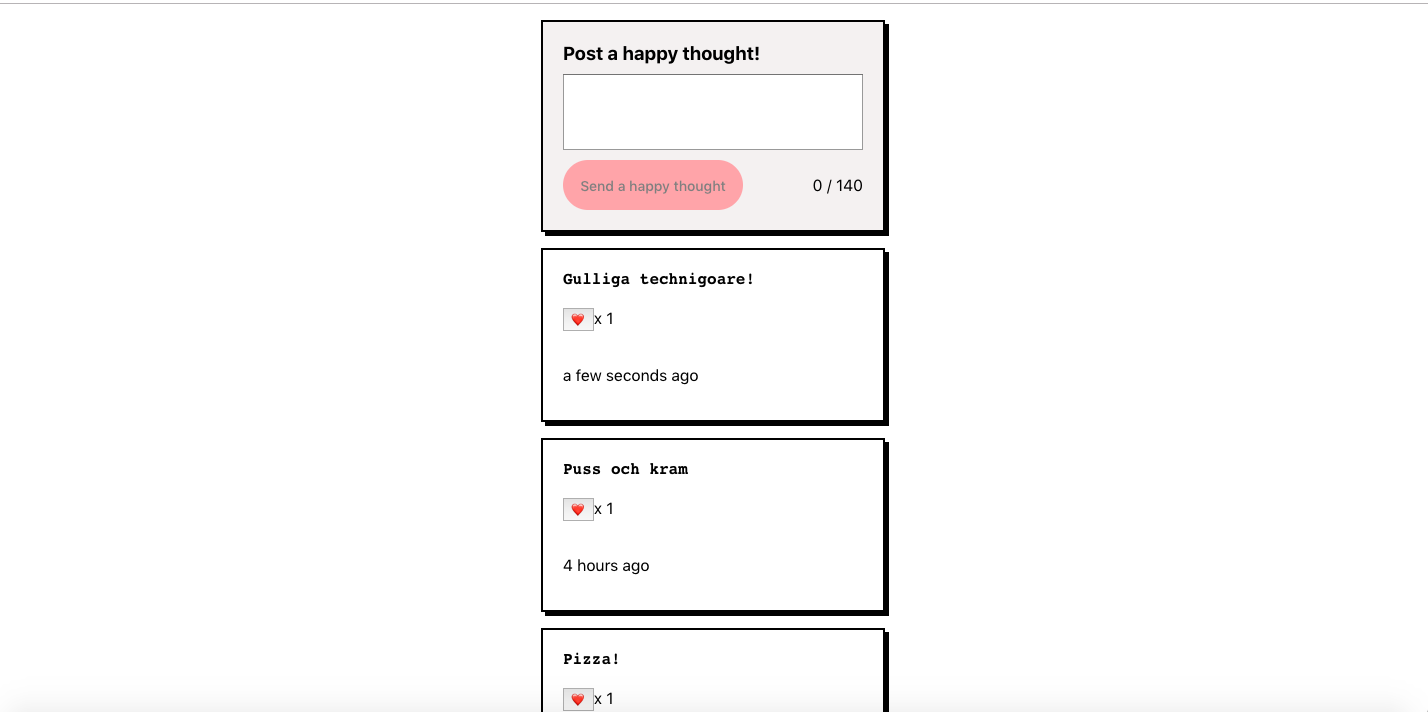 Post a happy thought!
Send a happy thought
0 / 140
Gulliga technigoare!
❤️ x 1
a few seconds ago
Puss och kram
❤️ x 1
4 hours ago
Pizza!
❤️ x 1